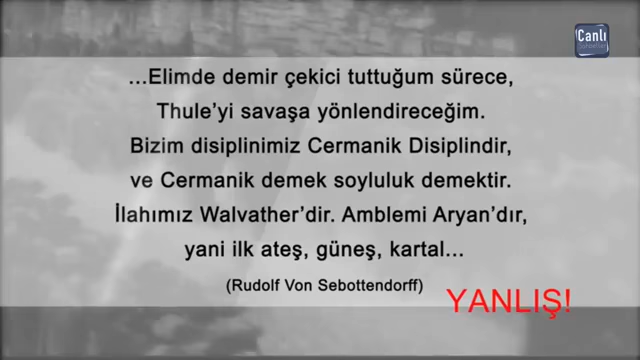 Canlı
...Elimde demir çekici tuttuğum sürece,
Thule'yi savaşa yönlendireceğim.
Bizim disiplinimiz Cermanik Disiplindir,
ve Cermanik demek soyluluk demektir.
İlahımız Walvather'dir. Amblemi Aryan'dır,
yani ilk ateş, güneş, kartal...
(Rudolf Von Sebottendorff)
YANLIŞ!